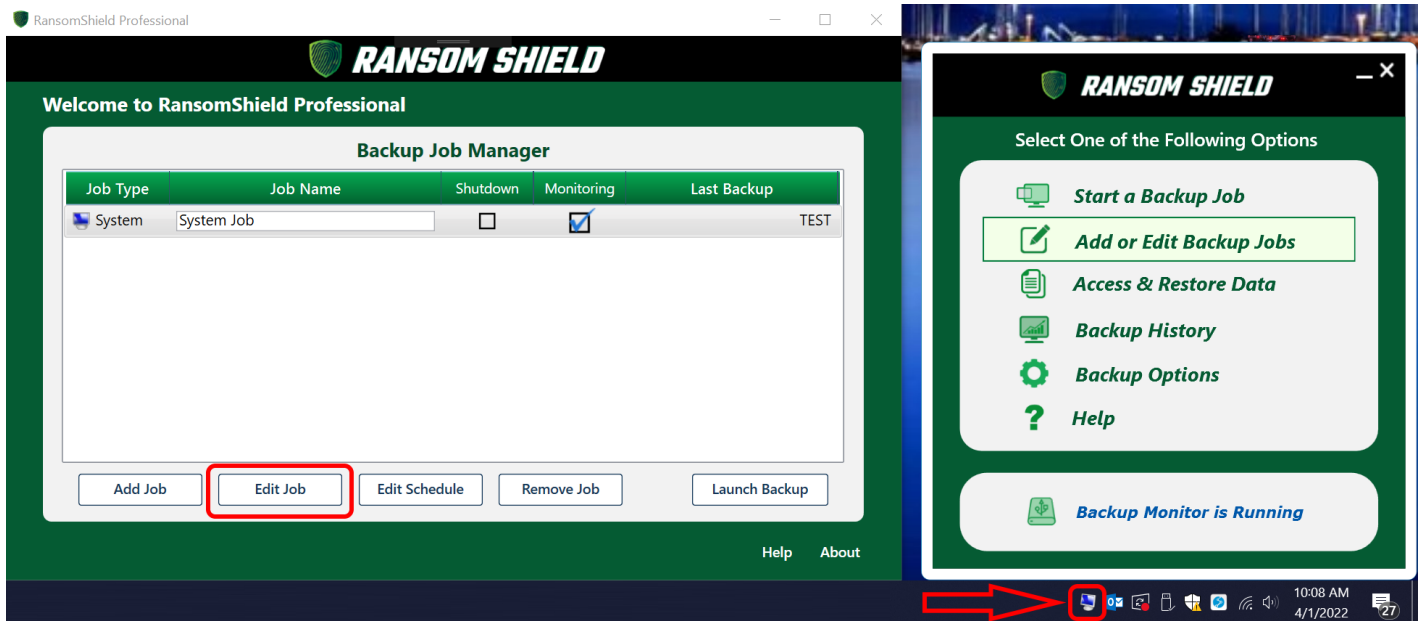 RansomShield Professional
RANSOM SHIELD
Welcome to RansomShield Professional
Backup Job Manager
Job Type Job Name Shutdown Monitoring Last Backup
System System Job TEST
Add Job Edit Job Edit Schedule Remove Job Launch Backup
Help About
RANSOM SHIELD
Select One of the Following Options
Start a Backup Job
Add or Edit Backup Jobs
Access & Restore Data
Backup History
Backup Options
? Help
Backup Monitor is Running
10:08 AM
4/1/2022
27